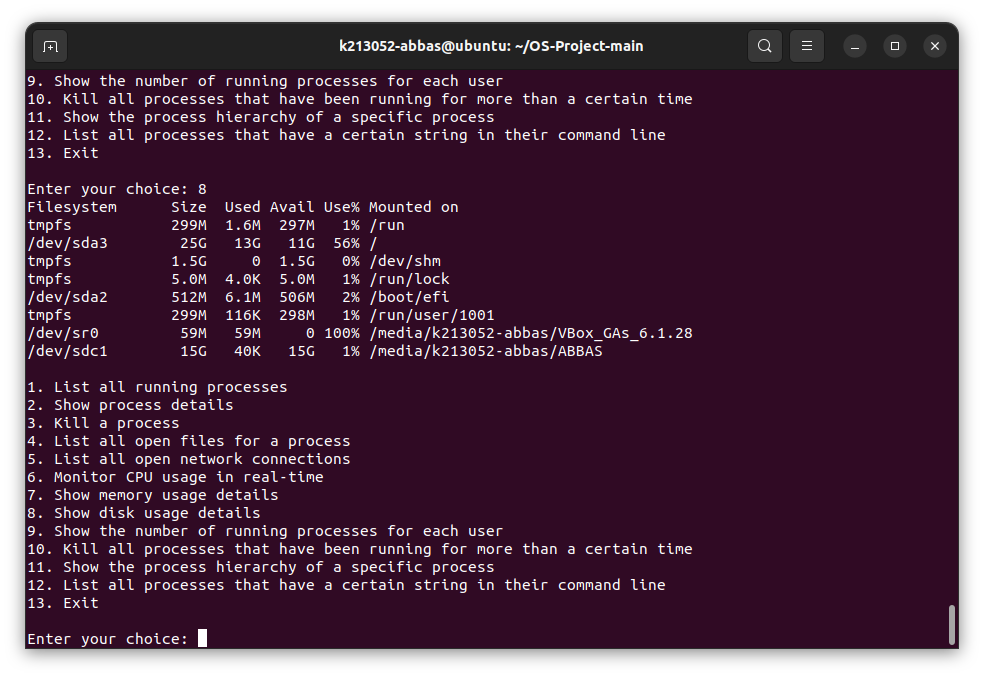 k213052-abbas@ubuntu: ~/OS-Project-main
9. Show the number of running processes for each user
10. Kill all processes that have been running for more than a certain time
11. Show the process hierarchy of a specific process
12. List all processes that have a certain string in their command line
13. Exit
Enter your choice: 8
Filesystem      Size  Used Avail Use% Mounted on
tmpfs           299M  1.6M  297M   1% /run
/dev/sda3        25G   13G   11G  56% /
tmpfs           1.5G     0  1.5G   0% /dev/shm
tmpfs           5.0M  4.0K  5.0M   1% /run/lock
/dev/sda2       512M  6.1M  506M   2% /boot/efi
tmpfs           299M  116K  298M   1% /run/user/1001
/dev/sr0         59M   59M     0 100% /media/k213052-abbas/VBox_GAs_6.1.28
/dev/sdc1        15G   40K   15G   1% /media/k213052-abbas/ABBAS
1. List all running processes
2. Show process details
3. Kill a process
4. List all open files for a process
5. List all open network connections
6. Monitor CPU usage in real-time
7. Show memory usage details
8. Show disk usage details
9. Show the number of running processes for each user
10. Kill all processes that have been running for more than a certain time
11. Show the process hierarchy of a specific process
12. List all processes that have a certain string in their command line
13. Exit
Enter your choice: